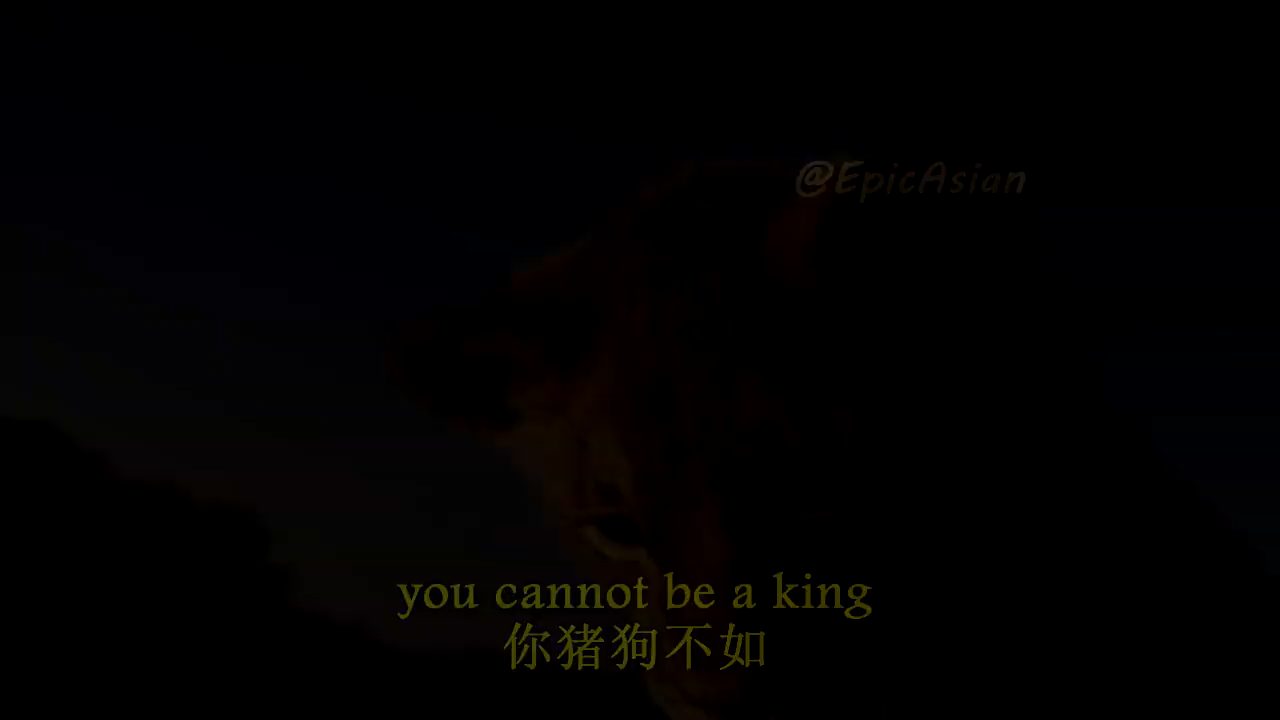 @EpicAsian
you cannot be a king
你猪狗不如